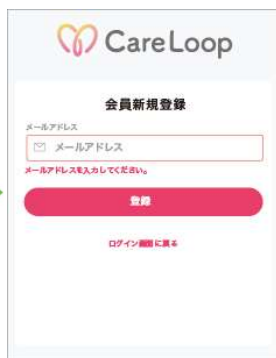 CareLoop
会員新規登録
メールアドレス
メールアドレス
メールアドレスを入力してください。
登録
ログイン画面に戻る